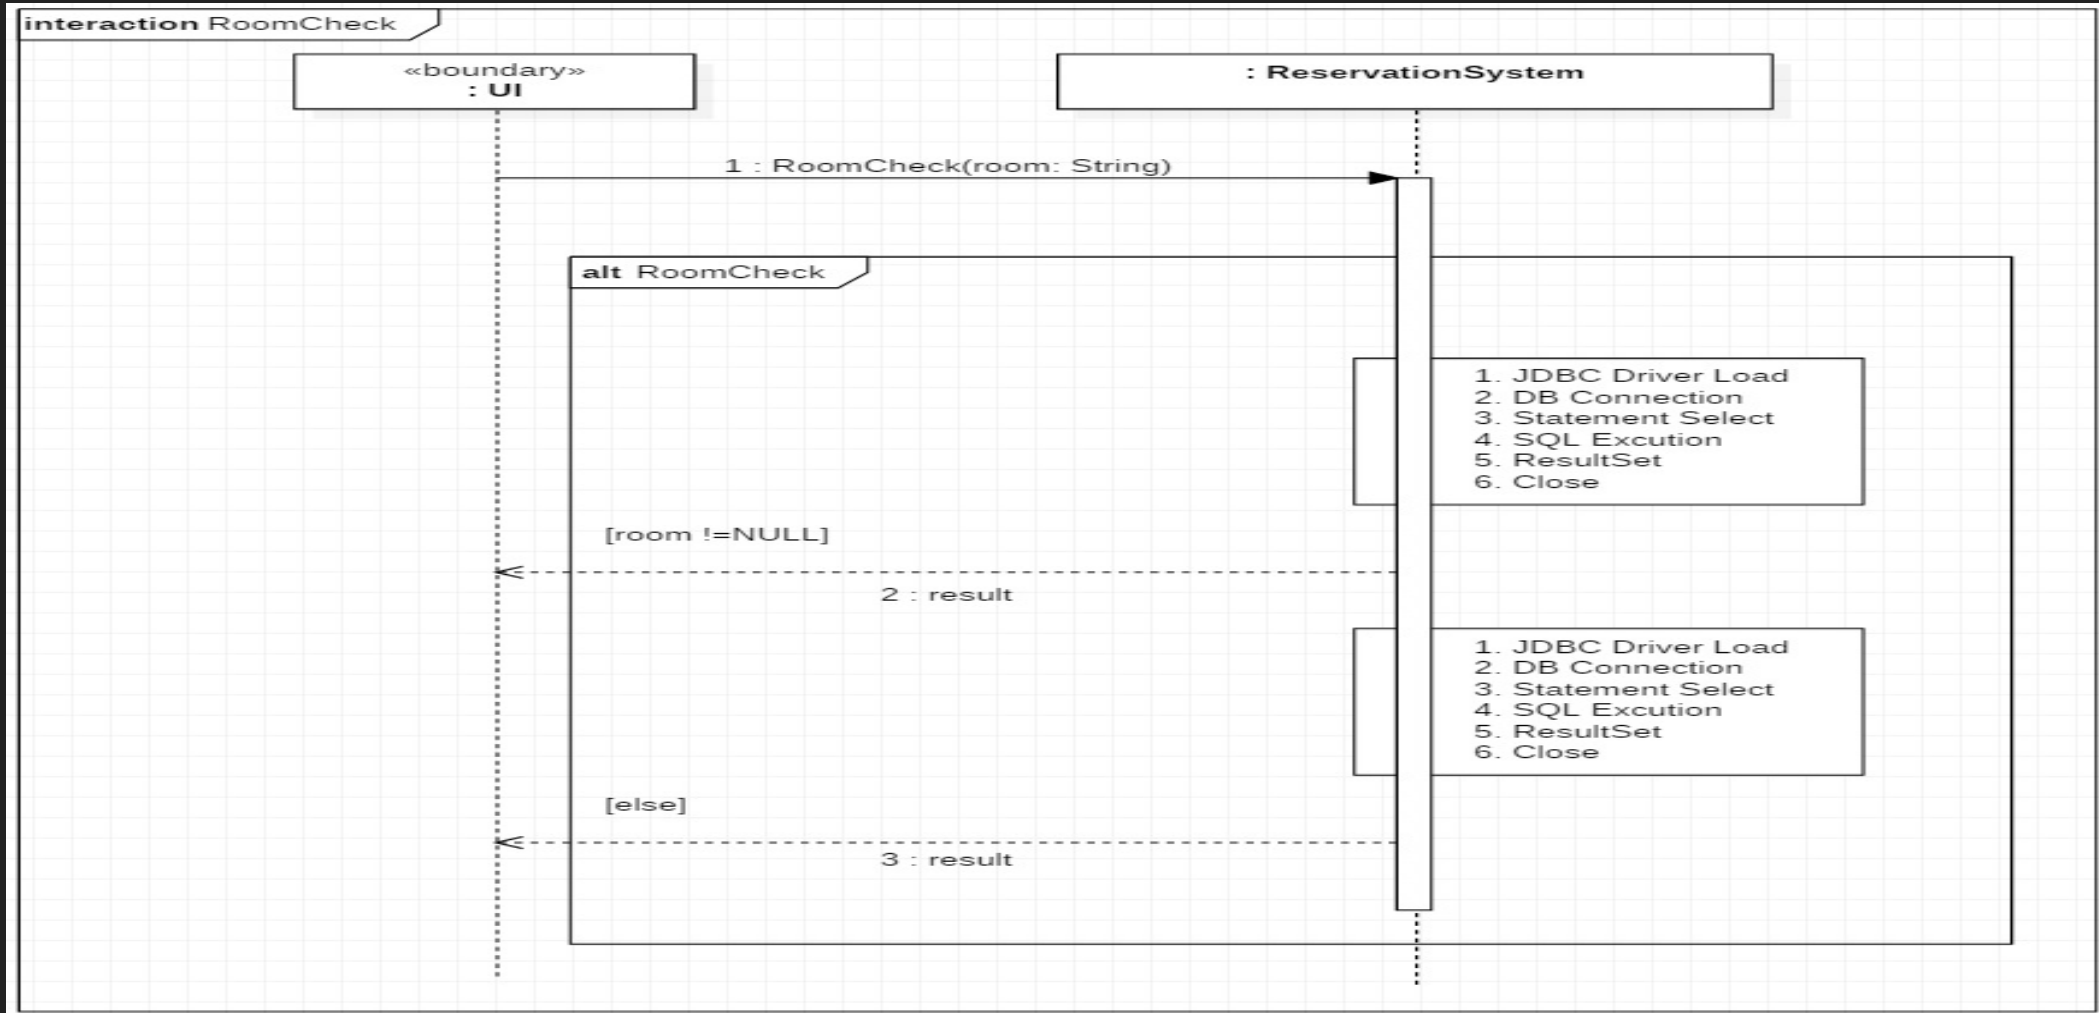 interaction RoomCheck
«boundary»
: UI
: ReservationSystem
1 : RoomCheck(room: String)
alt RoomCheck
1. JDBC Driver Load
2. DB Connection
3. Statement Select
4. SQL Excution
5. ResultSet
6. Close
[room !=NULL]
2 : result
1. JDBC Driver Load
2. DB Connection
3. Statement Select
4. SQL Excution
5. ResultSet
6. Close
[else]
3 : result